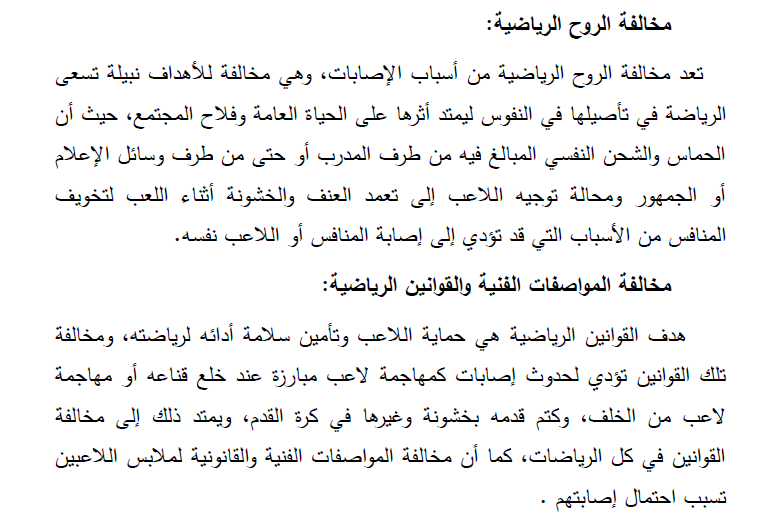 مخالفة الروح الرياضية:
تعد مخالفة الروح الرياضية من أسباب الإصابات، وهي مخالفة للأهداف نبيلة تسعى
الرياضة في تأصيلها في النفوس ليمتد أثرها على الحياة العامة وفلاح المجتمع، حيث أن
الحماس والشحن النفسي المبالغ فيه من طرف المدرب أو حتى من طرف وسائل الإعلام
أو الجمهور ومحالة توجيه اللاعب إلى تعمد العنف والخشونة أثناء اللعب لتخويف
المنافس من الأسباب التي قد تؤدي إلى إصابة المنافس أو اللاعب نفسه.
مخالفة المواصفات الفنية والقوانين الرياضية:
هدف القوانين الرياضية هي حماية اللاعب وتأمين سلامة أدائه لرياضته، ومخالفة
تلك القوانين تؤدي لحدوث إصابات كمهاجمة لاعب مبارزة عند خلع قناعه أو مهاجمة
لاعب من الخلف، وكتم قدمه بخشونة وغيرها في كرة القدم، ويمتد ذلك إلى مخالفة
القوانين في كل الرياضات، كما أن مخالفة المواصفات الفنية والقانونية لملابس اللاعبين
تسبب احتمال إصابتهم .